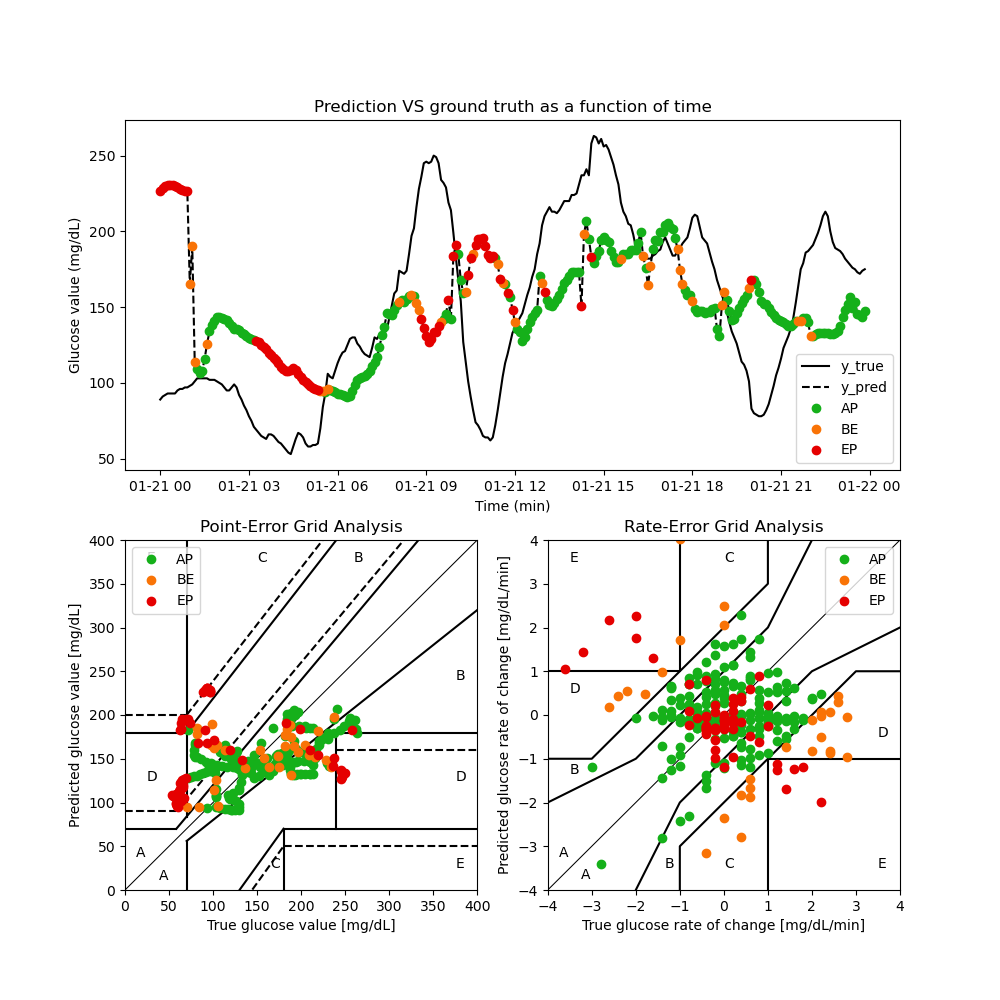 Prediction VS ground truth as a function of time
Glucose value (mg/dL)
250
200
150
100
50
y_true
y_pred
AP
BE
EP
01-21 00 01-21 03 01-21 06 01-21 09 01-21 12 01-21 15 01-21 18 01-21 21 01-22 00
Time (min)
Point-Error Grid Analysis
Predicted glucose value [mg/dL]
400
350
300
250
200
150
100
50
0
AP
BE
EP
C
B
B
D
D
A
A
C
E
0 50 100 150 200 250 300 350 400
True glucose value [mg/dL]
Rate-Error Grid Analysis
Predicted glucose rate of change [mg/dL/min]
4
3
2
1
0
−1
−2
−3
−4
E
C
AP
BE
EP
D
D
B
A
A
B
C
E
−4 −3 −2 −1 0 1 2 3 4
True glucose rate of change [mg/dL/min]